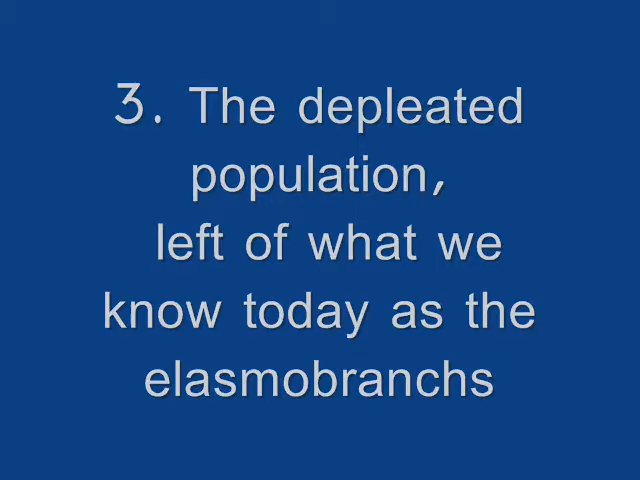 3. The depleated
population,
left of what we
know today as the
elasmobranchs